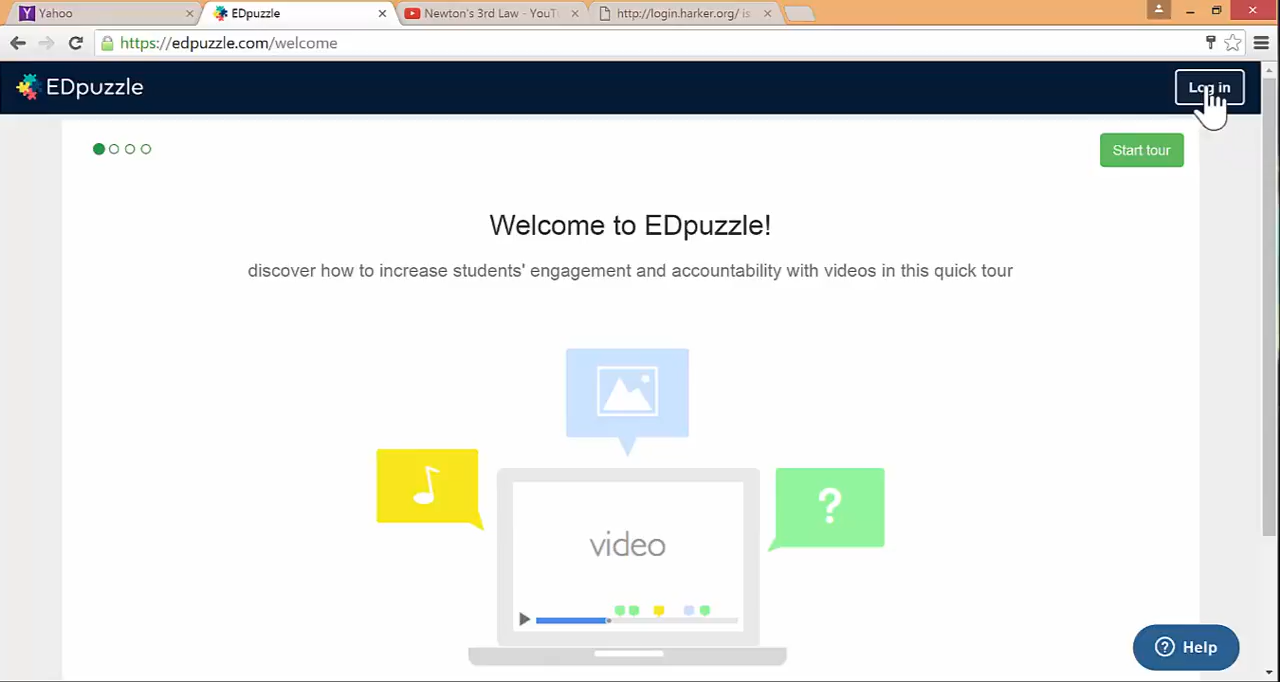 Yahoo
EDpuzzle
Newton's 3rd Law - YouT
http://login.harker.org/ is
https://edpuzzle.com/welcome
EDpuzzle
Log in
Start tour
Welcome to EDpuzzle!
discover how to increase students' engagement and accountability with videos in this quick tour
?
video
? Help